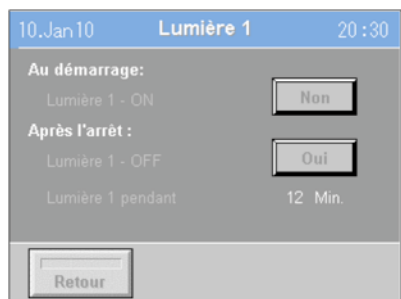 10.Jan10 Lumière 1 20:30
Au démarrage:
Lumière 1 - ON Non
Après l'arrêt :
Lumière 1 - OFF Oui
Lumière 1 pendant 12 Min.
Retour